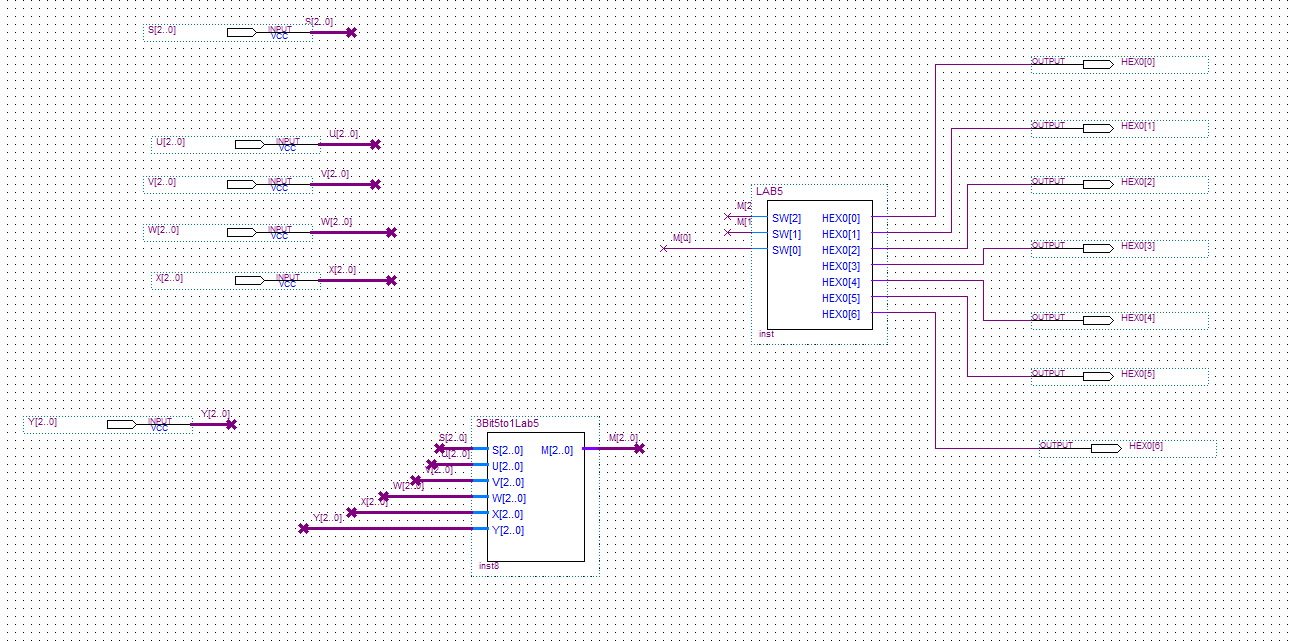 S[2..0] INPUT VCC S[2..0]
OUTPUT HEX0[0]
U[2..0] INPUT VCC U[2..0]
OUTPUT HEX0[1]
V[2..0] INPUT VCC V[2..0]
OUTPUT HEX0[2]
LAB5
W[2..0] INPUT VCC W[2..0]
M[2 SW[2] HEX0[0]
M[1 SW[1] HEX0[1]
M[0] SW[0] HEX0[2]
OUTPUT HEX0[3]
HEX0[3]
X[2..0] INPUT VCC X[2..0]
HEX0[4]
HEX0[5]
HEX0[6]
OUTPUT HEX0[4]
inst
OUTPUT HEX0[5]
Y[2..0] INPUT VCC Y[2..0]
3Bit5to1Lab5
OUTPUT HEX0[6]
S[2..0] S[2..0] M[2..0] M[2..0]
U[2..0] U[2..0]
V[2..0] V[2..0]
W[2..0] W[2..0]
X[2..0] X[2..0]
Y[2..0] Y[2..0]
inst8